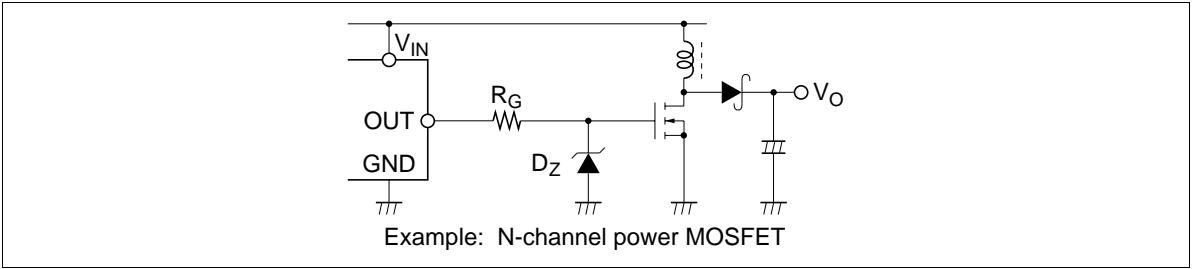 VIN
RG
VO
OUT
GND
DZ
Example: N-channel power MOSFET